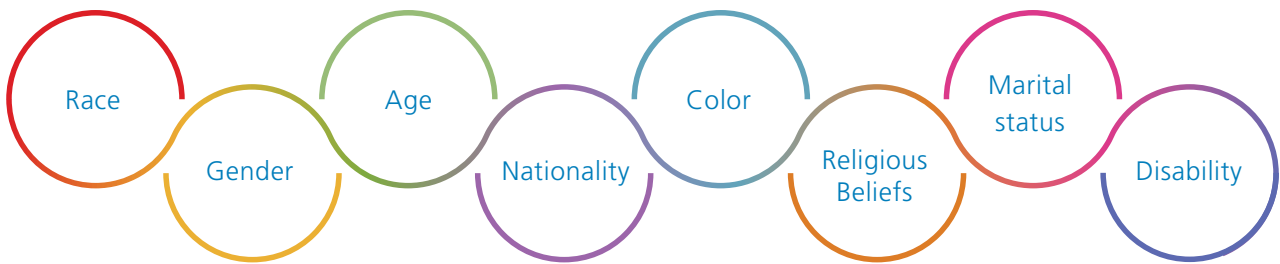 Race
Gender
Age
Nationality
Color
Religious
Beliefs
Marital
status
Disability